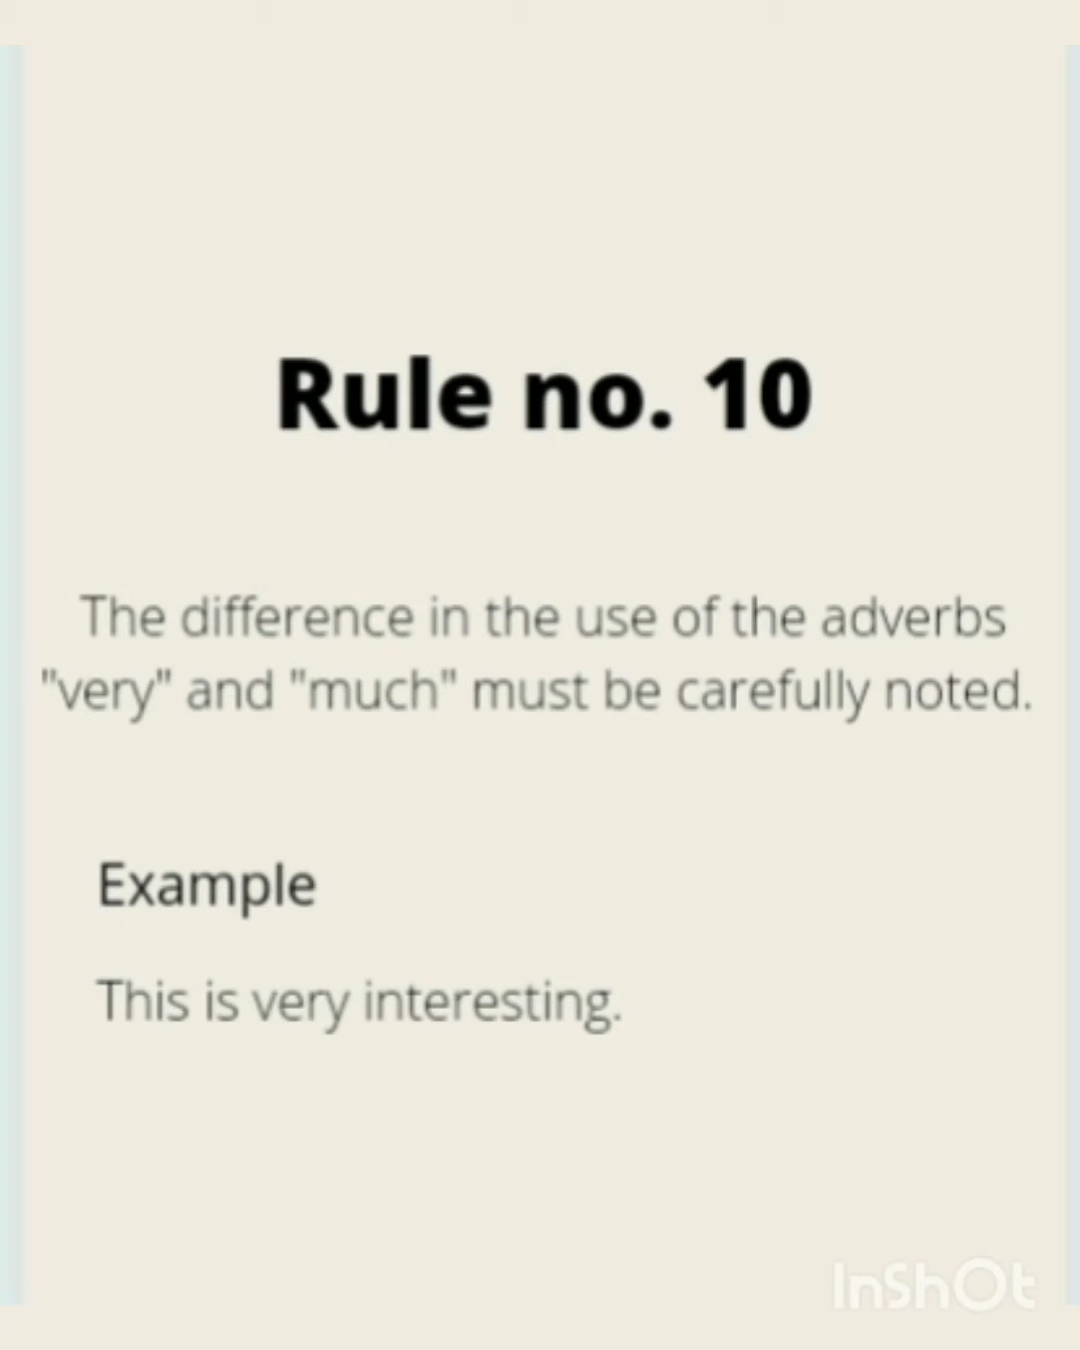 Rule no. 10
The difference in the use of the adverbs
"very" and "much" must be carefully noted.
Example
This is very interesting.
InShOt